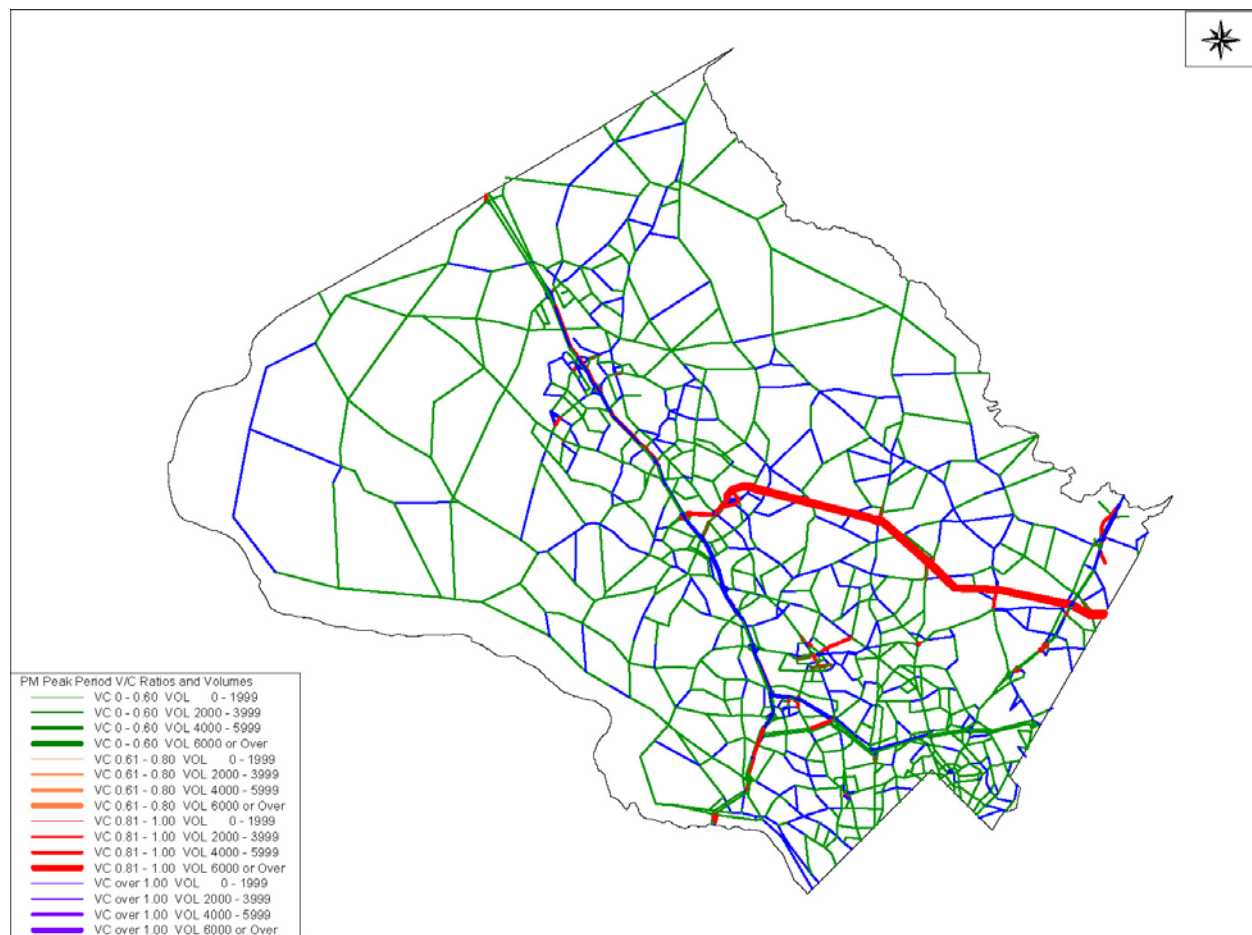 PM Peak Period V/C Ratios and Volumes
VC 0 - 0.60 VOL 0 - 1999
VC 0 - 0.60 VOL 2000 - 3999
VC 0 - 0.60 VOL 4000 - 5999
VC 0 - 0.60 VOL 6000 or Over
VC 0.61 - 0.80 VOL 0 - 1999
VC 0.61 - 0.80 VOL 2000 - 3999
VC 0.61 - 0.80 VOL 4000 - 5999
VC 0.61 - 0.80 VOL 6000 or Over
VC 0.81 - 1.00 VOL 0 - 1999
VC 0.81 - 1.00 VOL 2000 - 3999
VC 0.81 - 1.00 VOL 4000 - 5999
VC 0.81 - 1.00 VOL 6000 or Over
VC over 1.00 VOL 0 - 1999
VC over 1.00 VOL 2000 - 3999
VC over 1.00 VOL 4000 - 5999
VC over 1.00 VOL 6000 or Over